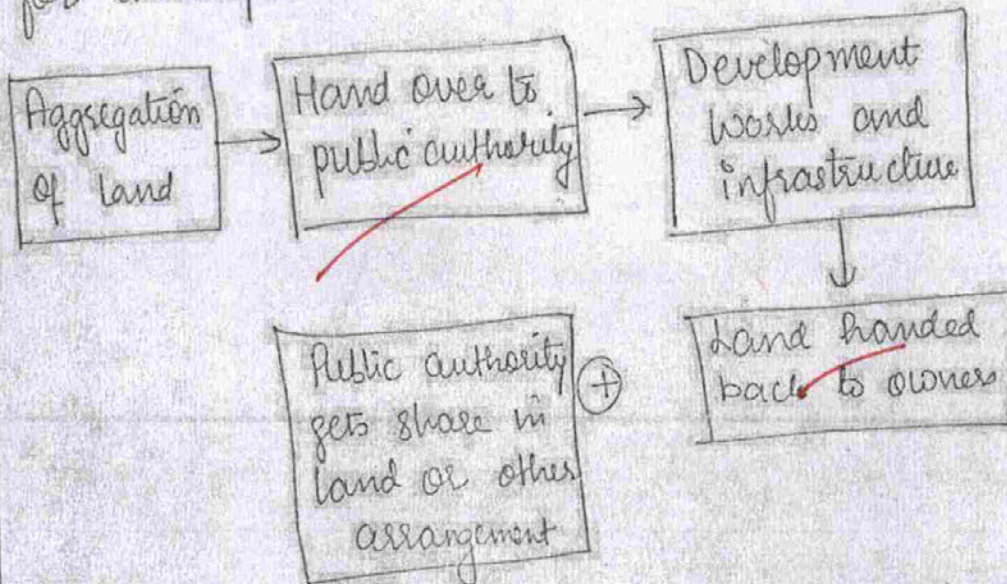 for
Aggregation
of land
Hand over to
public authority
Development
works and
infrastructure
Land handed
back to owners
+
Public authority
gets share in
land or other
arrangement